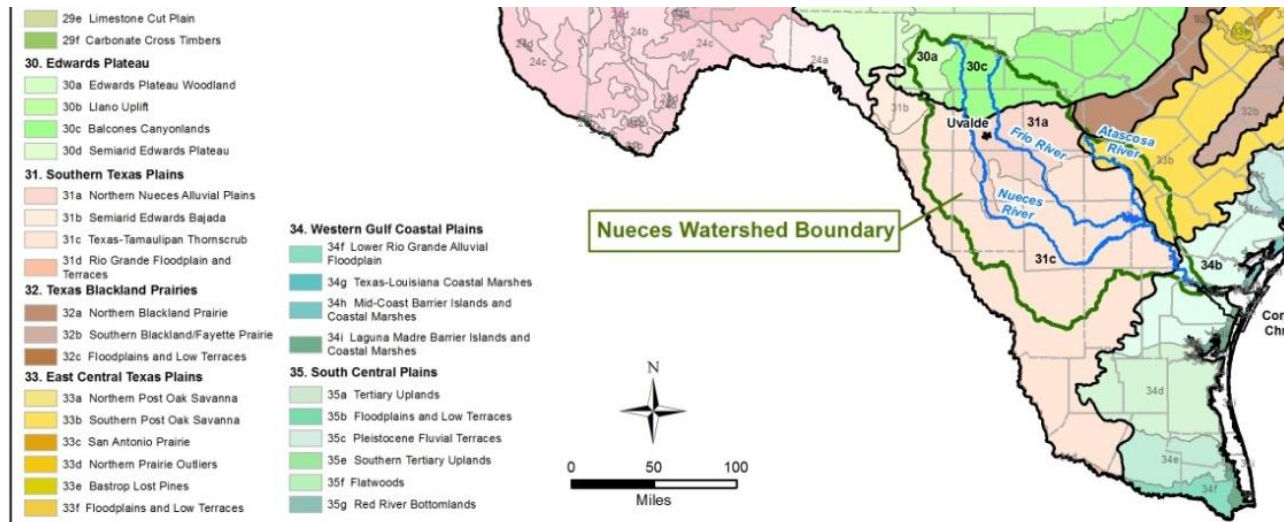 29e Limestone Cut Plain
29f Carbonate Cross Timbers
30. Edwards Plateau
30a Edwards Plateau Woodland
30b Llano Uplift
30c Balcones Canyonlands
30d Semiarid Edwards Plateau
31. Southern Texas Plains
31a Northern Nueces Alluvial Plains
31b Semiarid Edwards Bajada
31c Texas-Tamaulipan Thornscrub
31d Rio Grande Floodplain and
Terraces
32. Texas Blackland Prairies
32a Northern Blackland Prairie
32b Southern Blackland/Fayette Prairie
32c Floodplains and Low Terraces
33. East Central Texas Plains
33a Northern Post Oak Savanna
33b Southern Post Oak Savanna
33c San Antonio Prairie
33d Northern Prairie Outliers
33e Bastrop Lost Pines
33f Floodplains and Low Terraces
34. Western Gulf Coastal Plains
34f Lower Rio Grande Alluvial
Floodplain
34g Texas-Louisiana Coastal Marshes
34h Mid-Coast Barrier Islands and
Coastal Marshes
34i Laguna Madre Barrier Islands and
Coastal Marshes
35. South Central Plains
35a Tertiary Uplands
35b Floodplains and Low Terraces
35c Pleistocene Fluvial Terraces
35e Southern Tertiary Uplands
35f Flatwoods
35g Red River Bottomlands
N
0 50 100
Miles
24d
24b
24c
24a
30a
30c
31b
31a
Uvalde
Frio River
Atascosa
River
32b
33b
Nueces
River
Nueces Watershed Boundary
31c
34b
34d
34e
34f